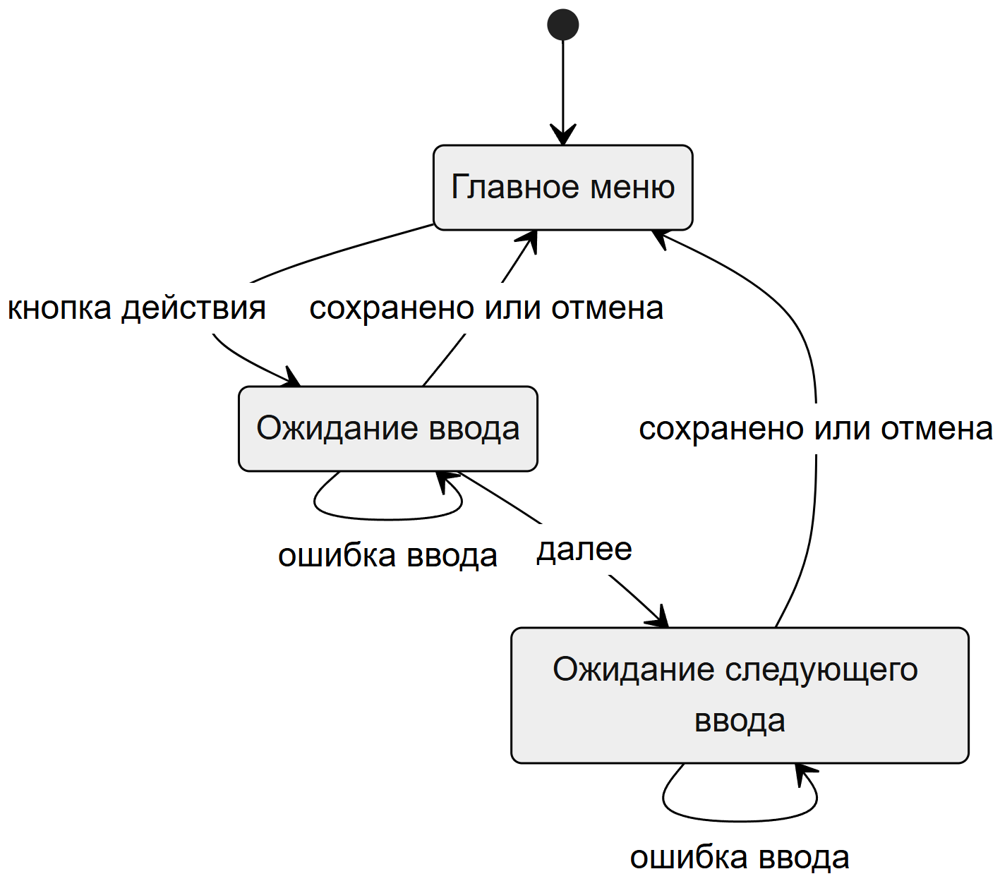 Главное меню
кнопка действия
сохранено или отмена
Ожидание ввода
сохранено или отмена
ошибка ввода
далее
Ожидание следующего
ввода
ошибка ввода